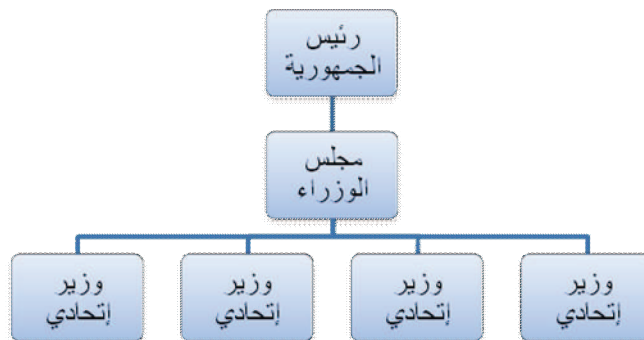 رئيس
الجمهورية
مجلس
الوزراء
وزير
إتحادي
وزير
إتحادي
وزير
إتحادي
وزير
إتحادي